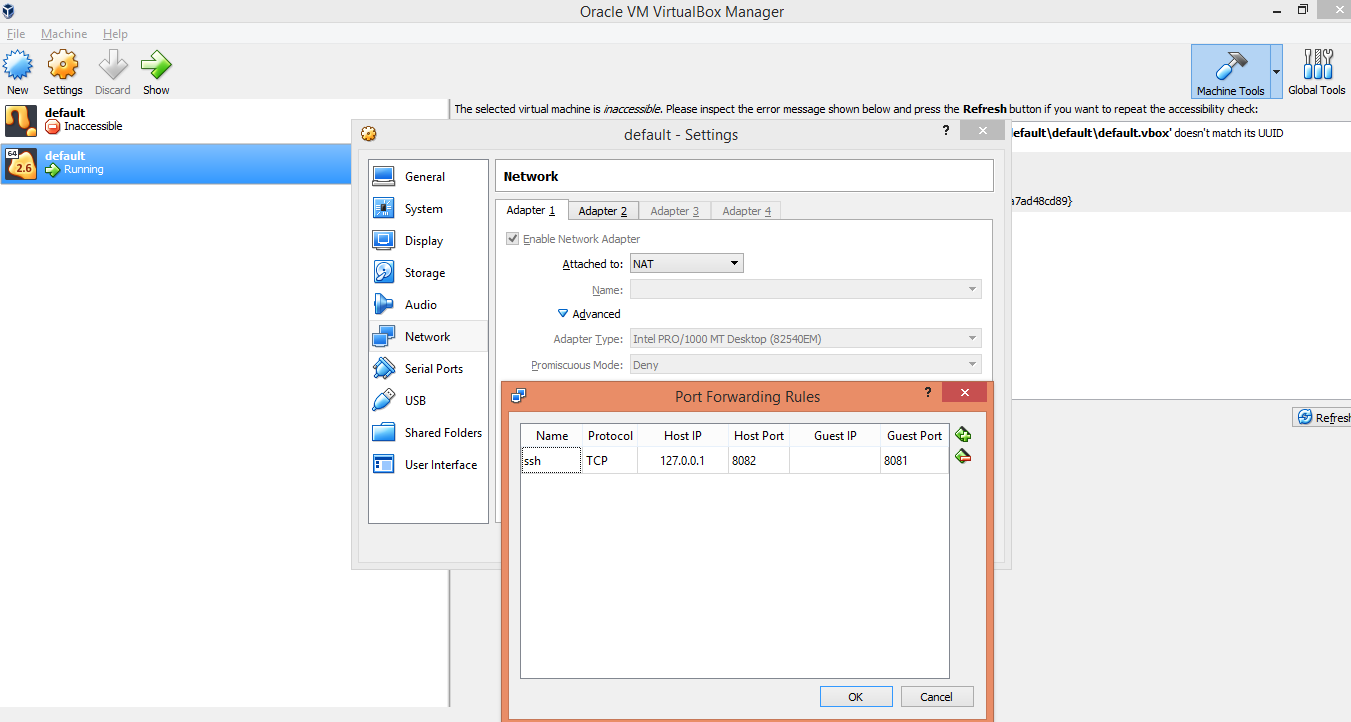 Oracle VM VirtualBox Manager
File Machine Help
New Settings Discard Show
Machine Tools Global Tools
default
Inaccessible
64
2.6
default
Running
The selected virtual machine is inaccessible. Please inspect the error message shown below and press the Refresh button if you want to repeat the accessibility check:
default\default\default.vbox' doesn't match its UUID
a7ad48cd89}
Refresh
default - Settings
?
General
System
Display
Storage
Audio
Network
Serial Ports
USB
Shared Folders
User Interface
Network
Adapter 1 Adapter 2 Adapter 3 Adapter 4
Enable Network Adapter
Attached to: NAT
Name:
Advanced
Adapter Type: Intel PRO/1000 MT Desktop (82540EM)
Promiscuous Mode: Deny
Port Forwarding Rules
?
Name Protocol Host IP Host Port Guest IP Guest Port
ssh TCP 127.0.0.1 8082 8081
OK Cancel